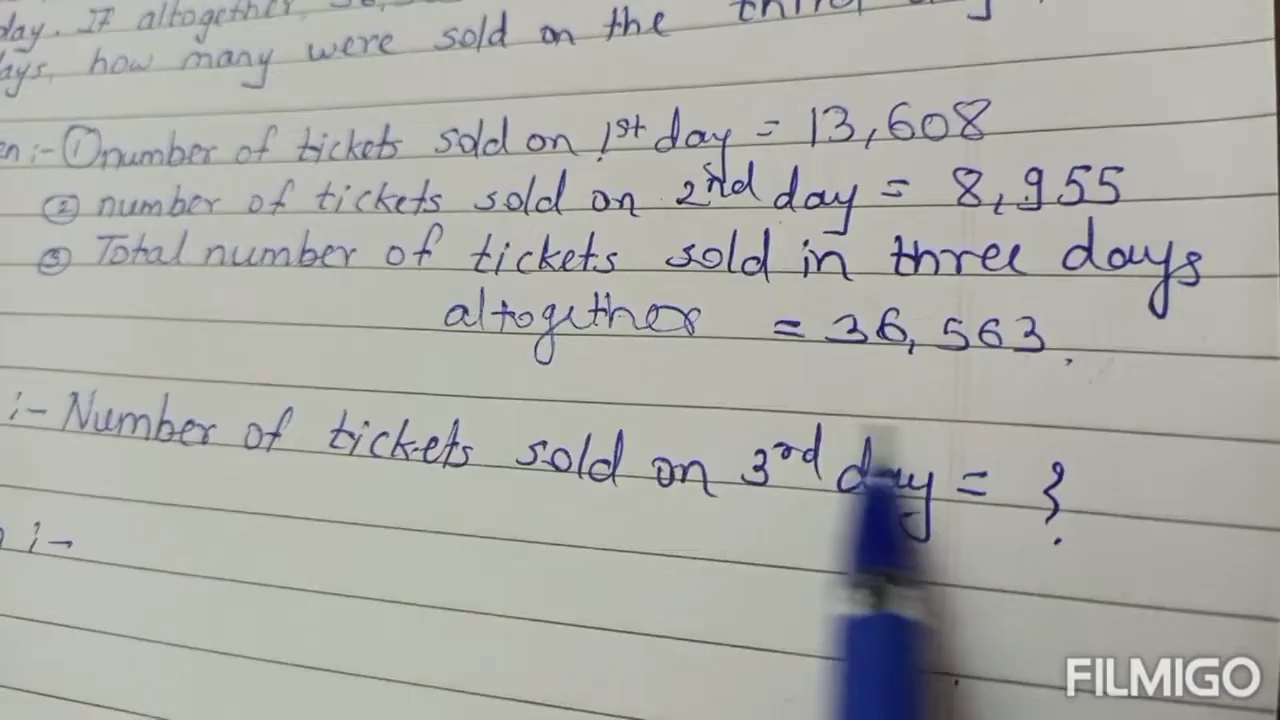 day. If altogether
days, how many were sold on the third
en :- ① number of tickets sold on 1st day = 13,608
② number of tickets sold on 2nd day = 8,955
③ Total number of tickets sold in three days
altogether = 36,563.
:- Number of tickets sold on 3rd day = ?
:-
FILMIGO